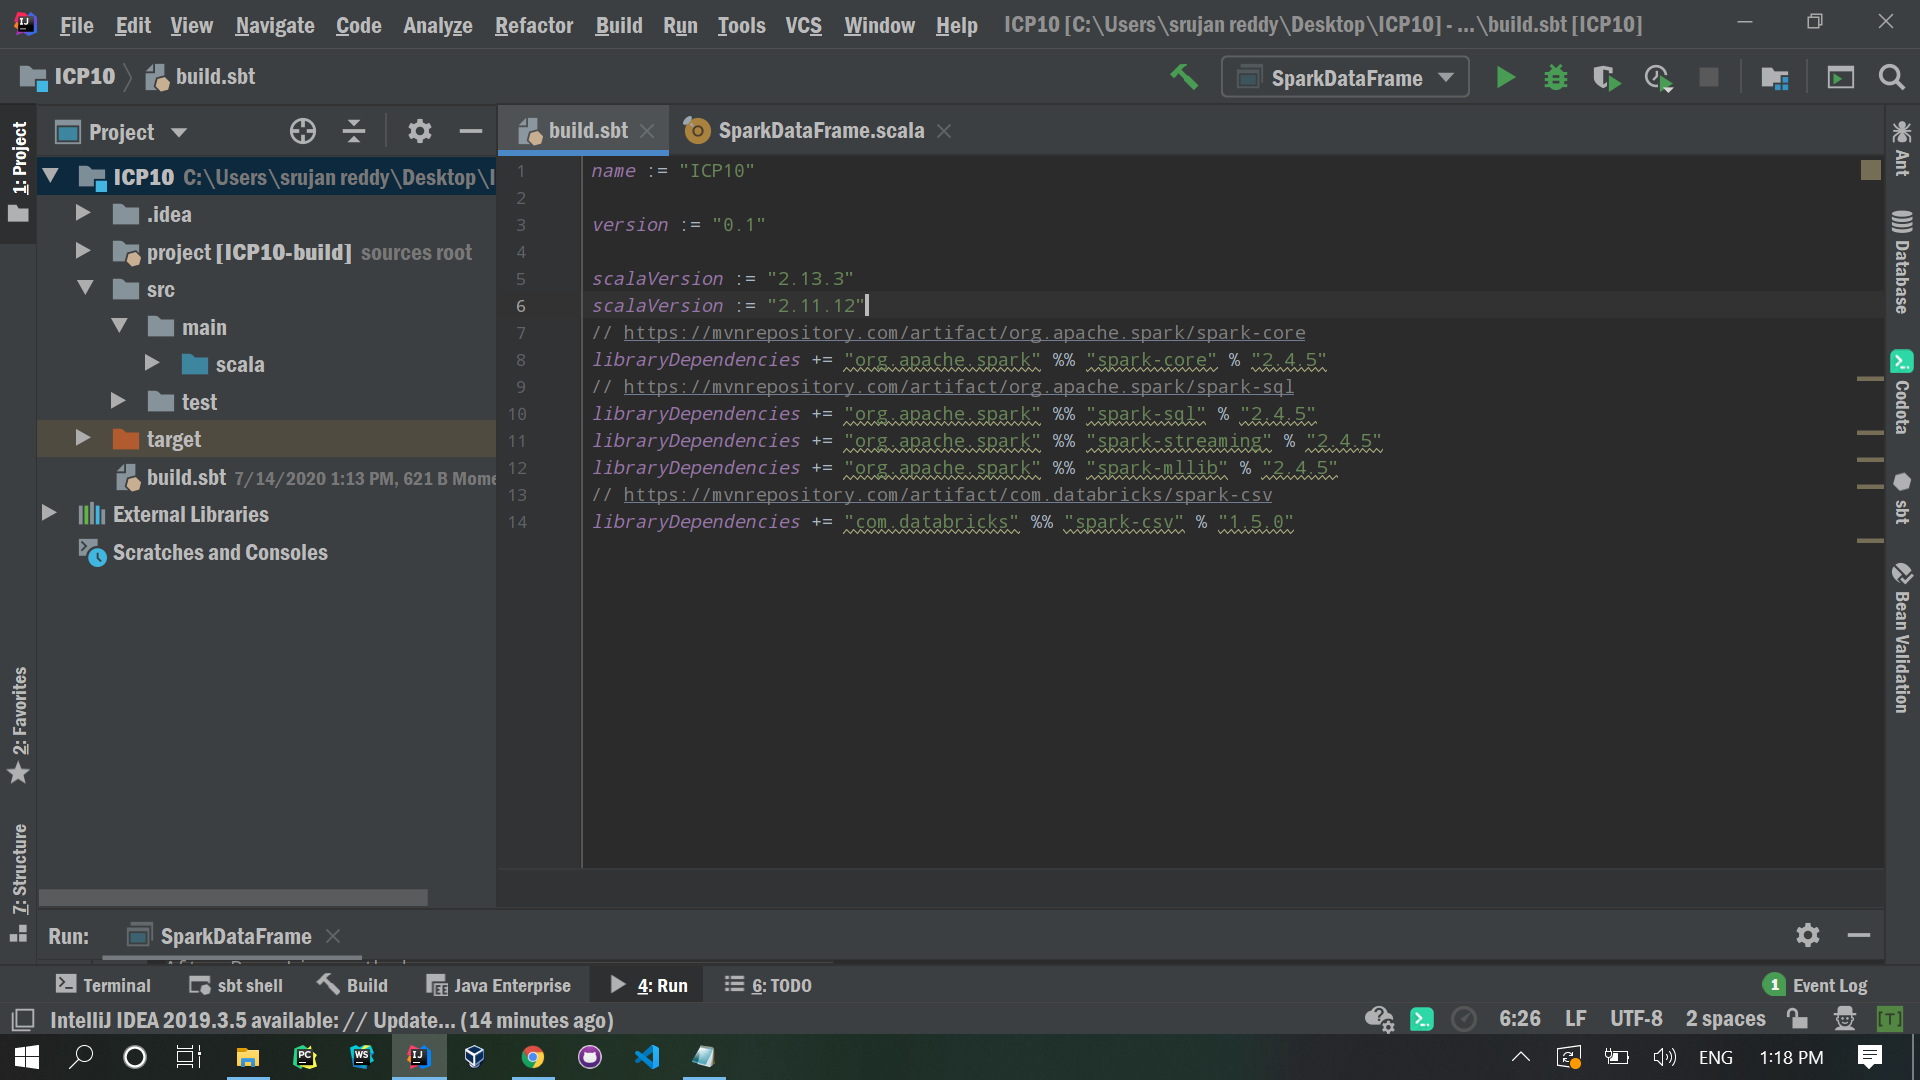 File Edit View Navigate Code Analyze Refactor Build Run Tools VCS Window Help ICP10 [C:\Users\srujan reddy\Desktop\ICP10] - ...\build.sbt [ICP10]
ICP10 build.sbt SparkDataFrame
Project build.sbt SparkDataFrame.scala
1: Project
ICP10 C:\Users\srujan reddy\Desktop\I
.idea
project [ICP10-build] sources root
src
main
scala
test
target
build.sbt 7/14/2020 1:13 PM, 621 B Mome
External Libraries
Scratches and Consoles
2: Favorites
7: Structure
1 name := "ICP10"
2
3 version := "0.1"
4
5 scalaVersion := "2.13.3"
6 scalaVersion := "2.11.12"
7 // https://mvnrepository.com/artifact/org.apache.spark/spark-core
8 libraryDependencies += "org.apache.spark" %% "spark-core" % "2.4.5"
9 // https://mvnrepository.com/artifact/org.apache.spark/spark-sql
10 libraryDependencies += "org.apache.spark" %% "spark-sql" % "2.4.5"
11 libraryDependencies += "org.apache.spark" %% "spark-streaming" % "2.4.5"
12 libraryDependencies += "org.apache.spark" %% "spark-mllib" % "2.4.5"
13 // https://mvnrepository.com/artifact/com.databricks/spark-csv
14 libraryDependencies += "com.databricks" %% "spark-csv" % "1.5.0"
Ant
Database
Codota
sbt
Bean Validation
Run: SparkDataFrame
Terminal sbt shell Build Java Enterprise 4: Run 6: TODO 1 Event Log
IntelliJ IDEA 2019.3.5 available: // Update... (14 minutes ago) 6:26 LF UTF-8 2 spaces [T]
ENG 1:18 PM